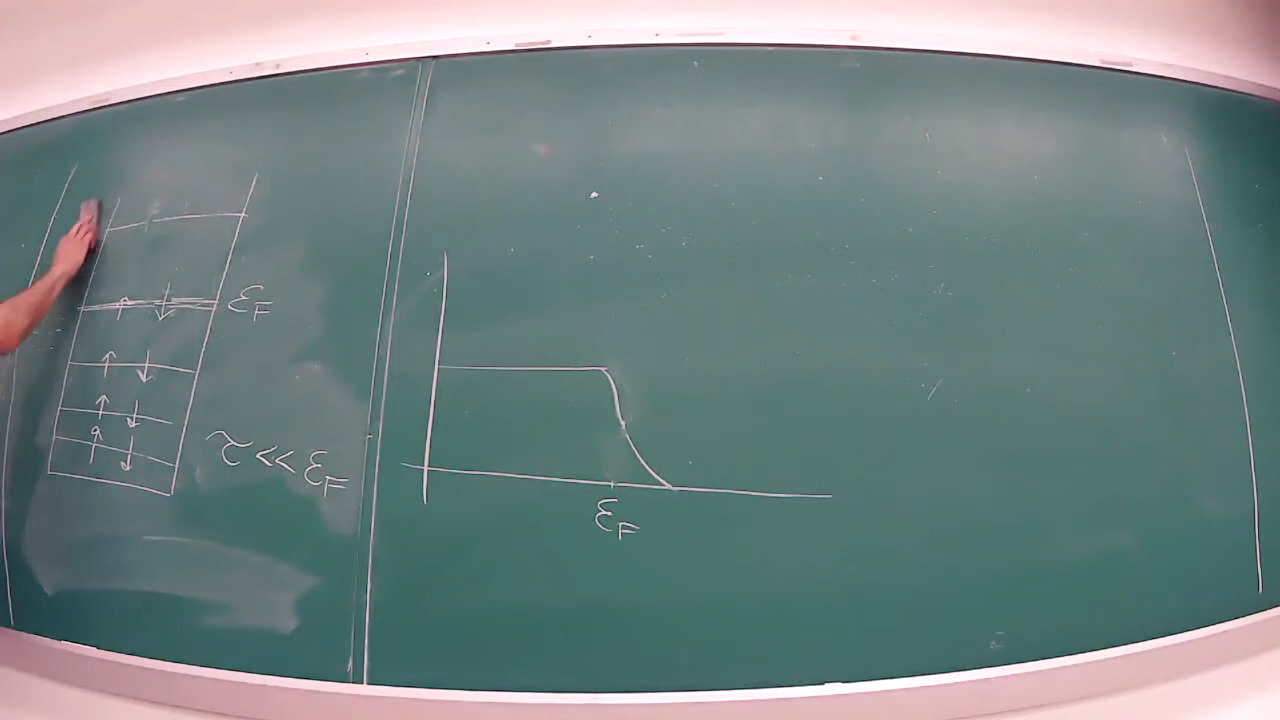 ε_F
↑ ↓
↑ ↓
↑ ↓
↑ ↓
τ << ε_F
ε_F